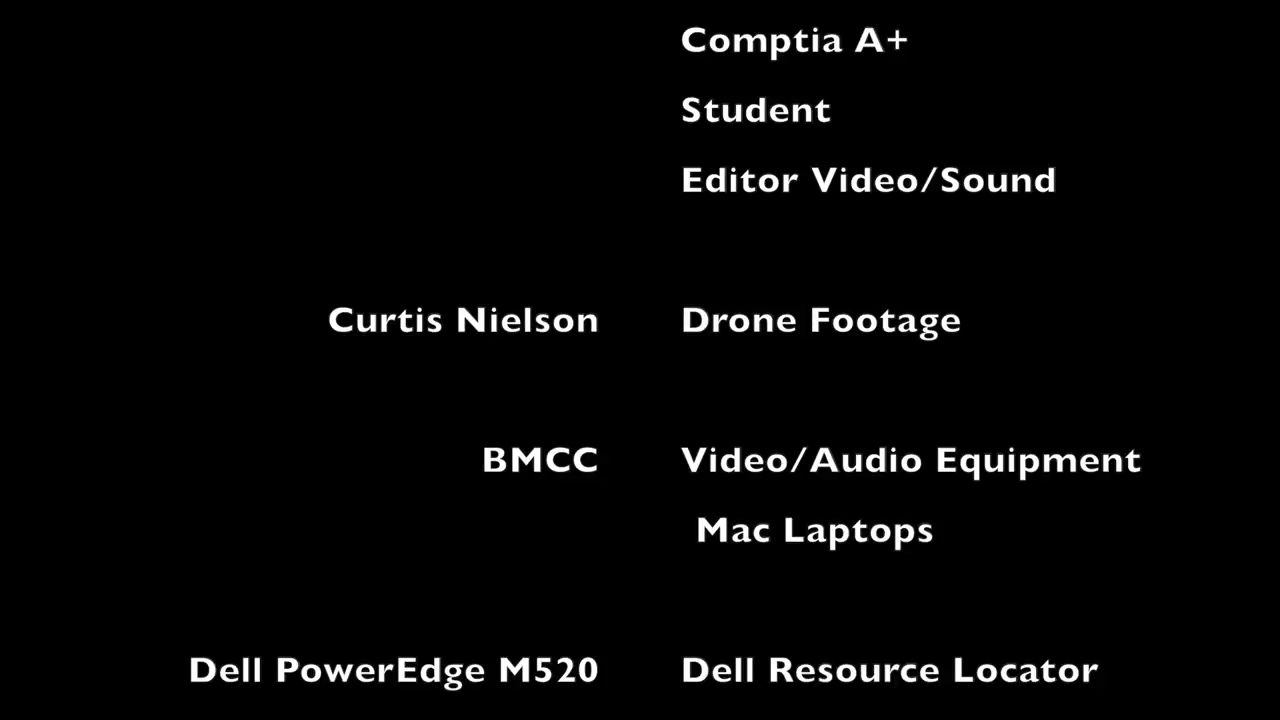 Comptia A+
Student
Editor Video/Sound
Curtis Nielson Drone Footage
BMCC Video/Audio Equipment
Mac Laptops
Dell PowerEdge M520 Dell Resource Locator